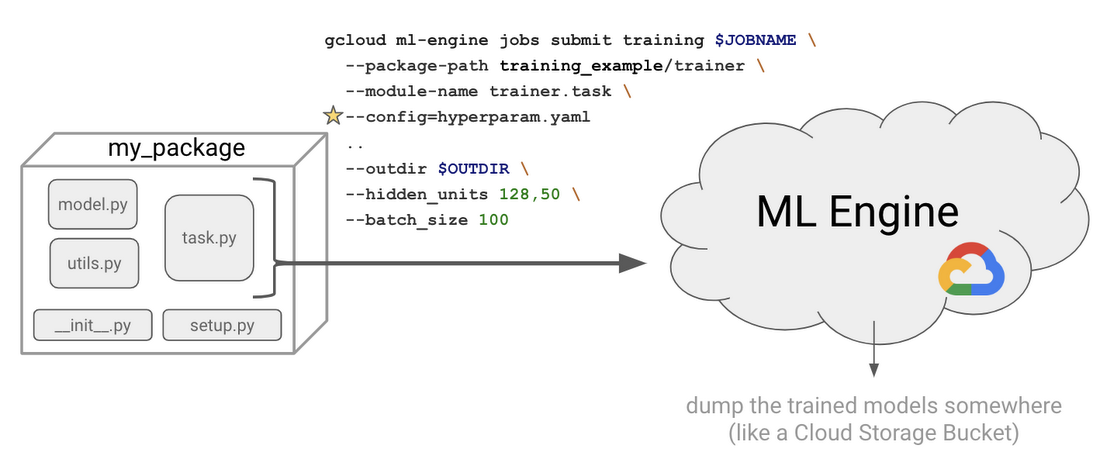 gcloud ml-engine jobs submit training $JOBNAME \
--package-path training_example/trainer \
--module-name trainer.task \
--config=hyperparam.yaml
..
--outdir $OUTDIR \
--hidden_units 128,50 \
--batch_size 100
my_package
model.py
task.py
utils.py
__init__.py
setup.py
ML Engine
dump the trained models somewhere
(like a Cloud Storage Bucket)